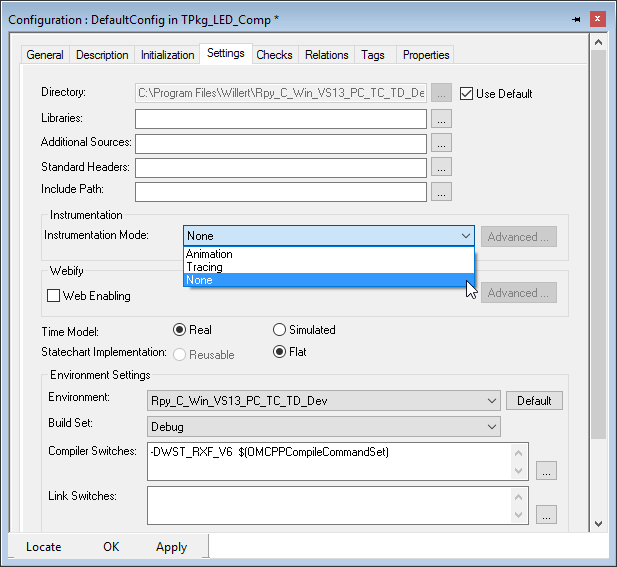 Configuration : DefaultConfig in TPkg_LED_Comp *
General Description Initialization Settings Checks Relations Tags Properties
Directory: C:\Program Files\Willert\Rpy_C_Win_VS13_PC_TC_TD_De ... Use Default
Libraries: ...
Additional Sources: ...
Standard Headers: ...
Include Path: ...
Instrumentation
Instrumentation Mode: None Advanced ...
Animation
Tracing
None
Webify
Web Enabling Advanced ...
Time Model: Real Simulated
Statechart Implementation: Reusable Flat
Environment Settings
Environment: Rpy_C_Win_VS13_PC_TC_TD_Dev Default
Build Set: Debug
Compiler Switches: -DWST_RXF_V6 $(OMCPPCompileCommandSet) ...
Link Switches: ...
Locate OK Apply